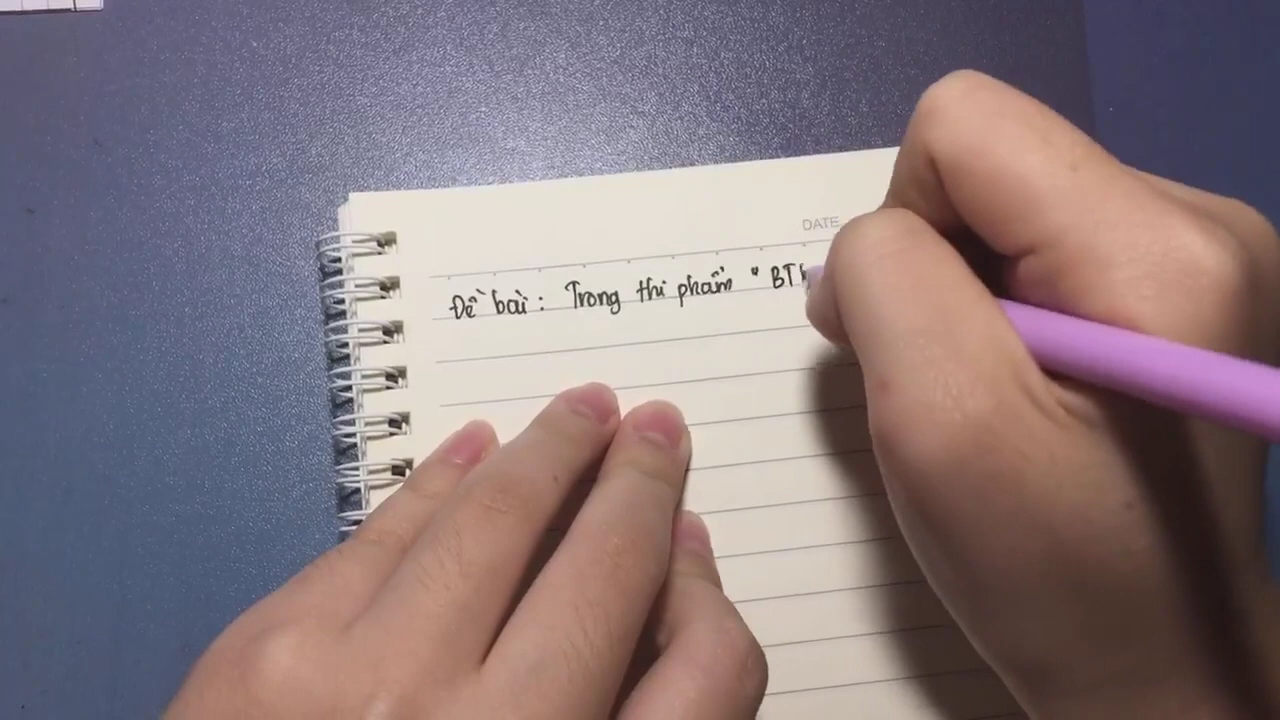 DATE
Đề bài : Trong thi phẩm " BT